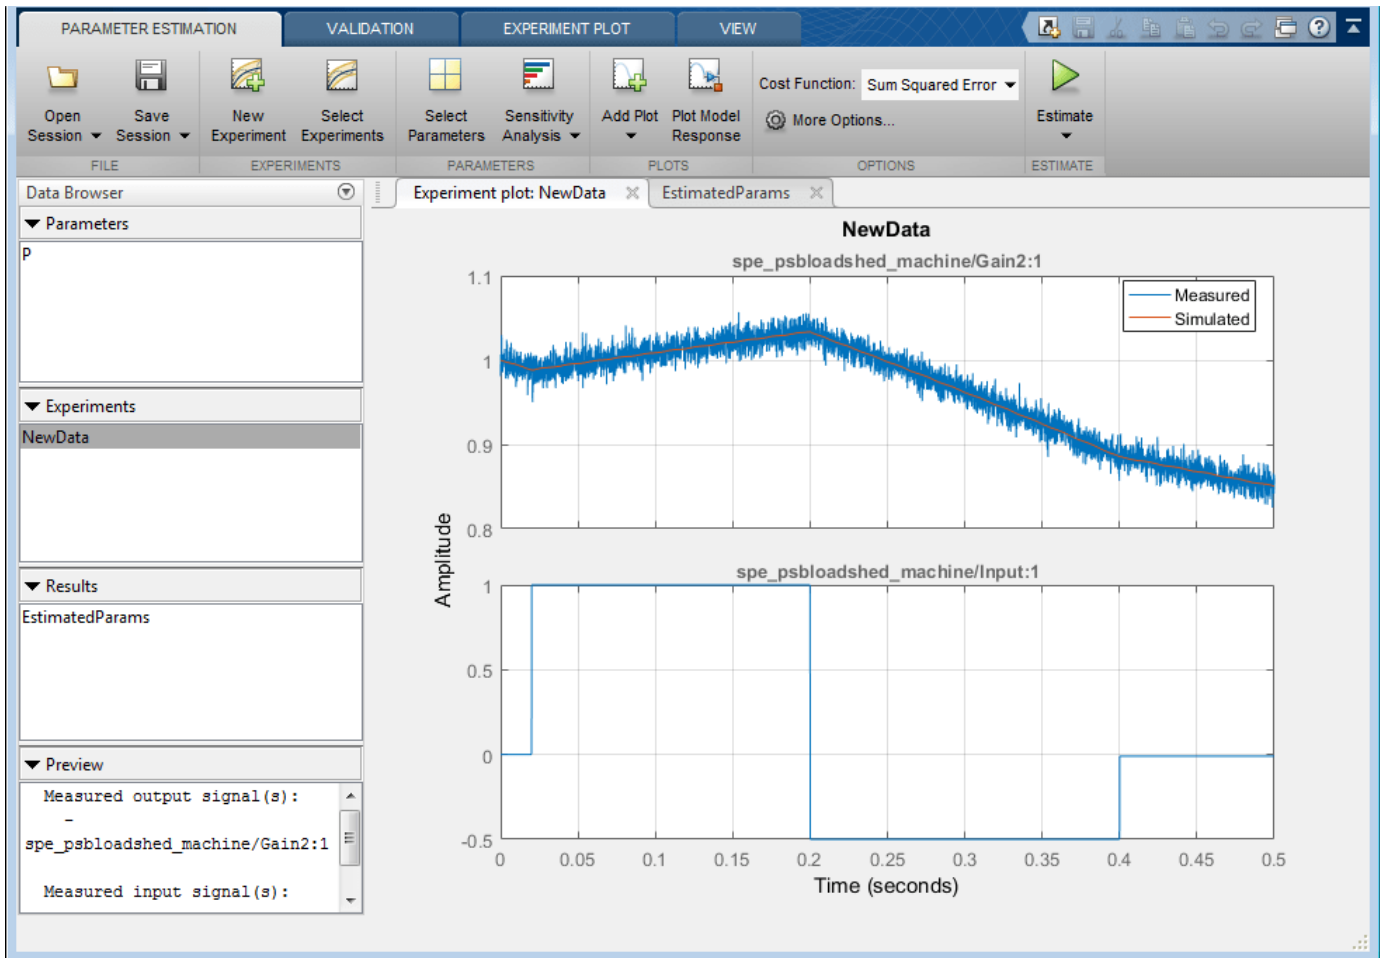 PARAMETER ESTIMATION VALIDATION EXPERIMENT PLOT VIEW
Open Session
Save Session
New Experiment
Select Experiments
Select Parameters
Sensitivity Analysis
Add Plot
Plot Model Response
Cost Function: Sum Squared Error
More Options...
Estimate
FILE EXPERIMENTS PARAMETERS PLOTS OPTIONS ESTIMATE
Data Browser
Parameters
P
Experiments
NewData
Results
EstimatedParams
Preview
Measured output signal(s):
-
spe_psbloadshed_machine/Gain2:1
Measured input signal(s):
Experiment plot: NewData EstimatedParams
NewData
spe_psbloadshed_machine/Gain2:1
Measured
Simulated
1.1
1
0.9
0.8
Amplitude
spe_psbloadshed_machine/Input:1
1
0.5
0
-0.5
0 0.05 0.1 0.15 0.2 0.25 0.3 0.35 0.4 0.45 0.5
Time (seconds)